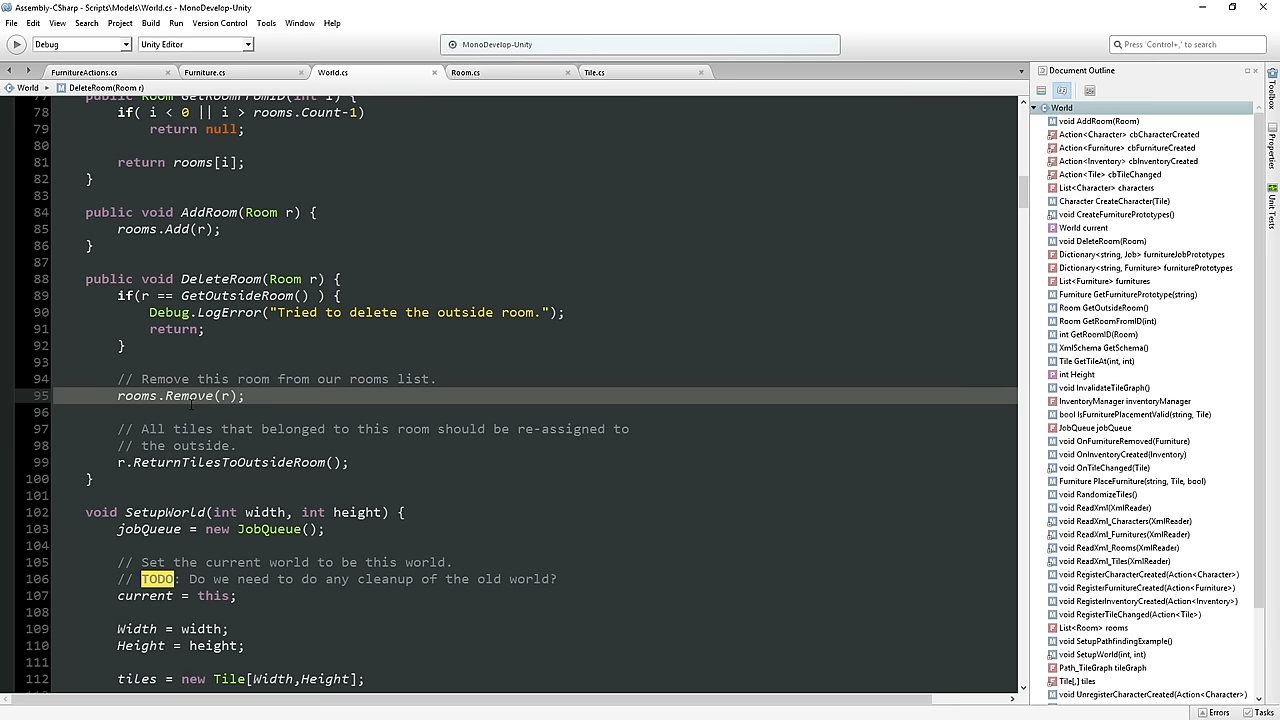 Assembly-CSharp - Scripts\Models\World.cs - MonoDevelop-Unity
File Edit View Search Project Build Run Version Control Tools Window Help
Debug Unity Editor MonoDevelop-Unity Press 'Control+,' to search
FurnitureActions.cs Furniture.cs World.cs Room.cs Tile.cs
World DeleteRoom(Room r)
77 public Room GetRoomFromID(int i) {
78 if( i < 0 || i > rooms.Count-1)
79 return null;
80
81 return rooms[i];
82 }
83
84 public void AddRoom(Room r) {
85 rooms.Add(r);
86 }
87
88 public void DeleteRoom(Room r) {
89 if(r == GetOutsideRoom() ) {
90 Debug.LogError("Tried to delete the outside room.");
91 return;
92 }
93
94 // Remove this room from our rooms list.
95 rooms.Remove(r);
96
97 // All tiles that belonged to this room should be re-assigned to
98 // the outside.
99 r.ReturnTilesToOutsideRoom();
100 }
101
102 void SetupWorld(int width, int height) {
103 jobQueue = new JobQueue();
104
105 // Set the current world to be this world.
106 // TODO: Do we need to do any cleanup of the old world?
107 current = this;
108
109 Width = width;
110 Height = height;
111
112 tiles = new Tile[Width,Height];
Document Outline
World
void AddRoom(Room)
Action<Character> cbCharacterCreated
Action<Furniture> cbFurnitureCreated
Action<Inventory> cbInventoryCreated
Action<Tile> cbTileChanged
List<Character> characters
Character CreateCharacter(Tile)
void CreateFurniturePrototypes()
World current
void DeleteRoom(Room)
Dictionary<string, Job> furnitureJobPrototypes
Dictionary<string, Furniture> furniturePrototypes
List<Furniture> furnitures
Furniture GetFurniturePrototype(string)
Room GetOutsideRoom()
Room GetRoomFromID(int)
int GetRoomID(Room)
XmlSchema GetSchema()
Tile GetTileAt(int, int)
int Height
void InvalidateTileGraph()
InventoryManager inventoryManager
bool IsFurniturePlacementValid(string, Tile)
JobQueue jobQueue
void OnFurnitureRemoved(Furniture)
void OnInventoryCreated(Inventory)
void OnTileChanged(Tile)
Furniture PlaceFurniture(string, Tile, bool)
void RandomizeTiles()
void ReadXml(XmlReader)
void ReadXml_Characters(XmlReader)
void ReadXml_Furnitures(XmlReader)
void ReadXml_Rooms(XmlReader)
void ReadXml_Tiles(XmlReader)
void RegisterCharacterCreated(Action<Character>)
void RegisterFurnitureCreated(Action<Furniture>)
void RegisterInventoryCreated(Action<Inventory>)
void RegisterTileChanged(Action<Tile>)
List<Room> rooms
void SetupPathfindingExample()
void SetupWorld(int, int)
Path_TileGraph tileGraph
Tile[,] tiles
void UnregisterCharacterCreated(Action<Character>)
Toolbox
Properties
Unit Tests
Errors Tasks